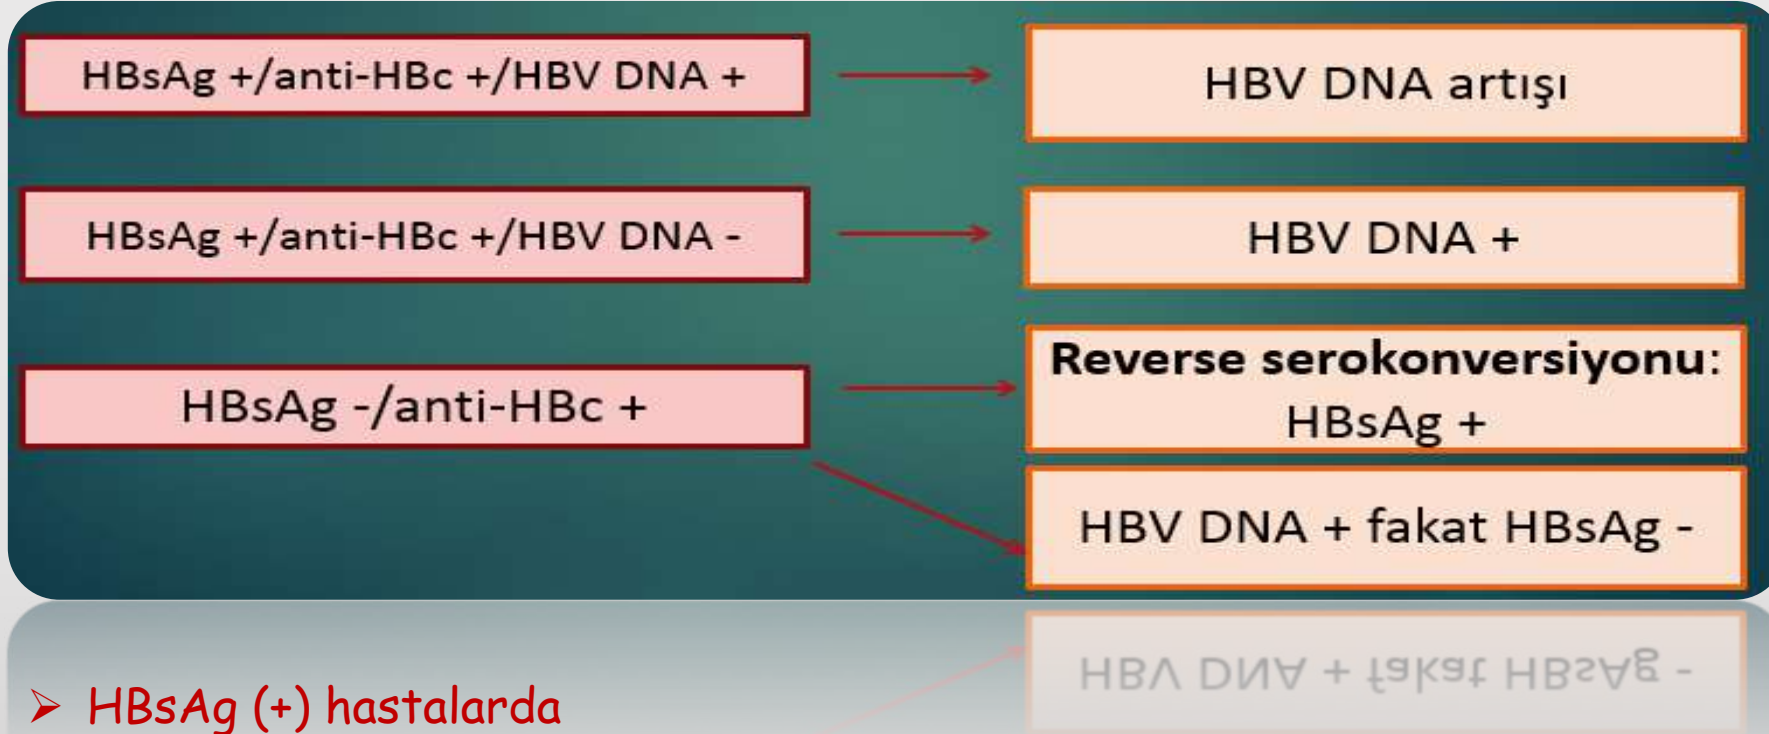 HBsAg +/anti-HBc +/HBV DNA +
HBV DNA artışı
HBsAg +/anti-HBc +/HBV DNA -
HBV DNA +
HBsAg -/anti-HBc +
Reverse serokonversiyonu:
HBsAg +
HBV DNA + fakat HBsAg -
➤ HBsAg (+) hastalarda